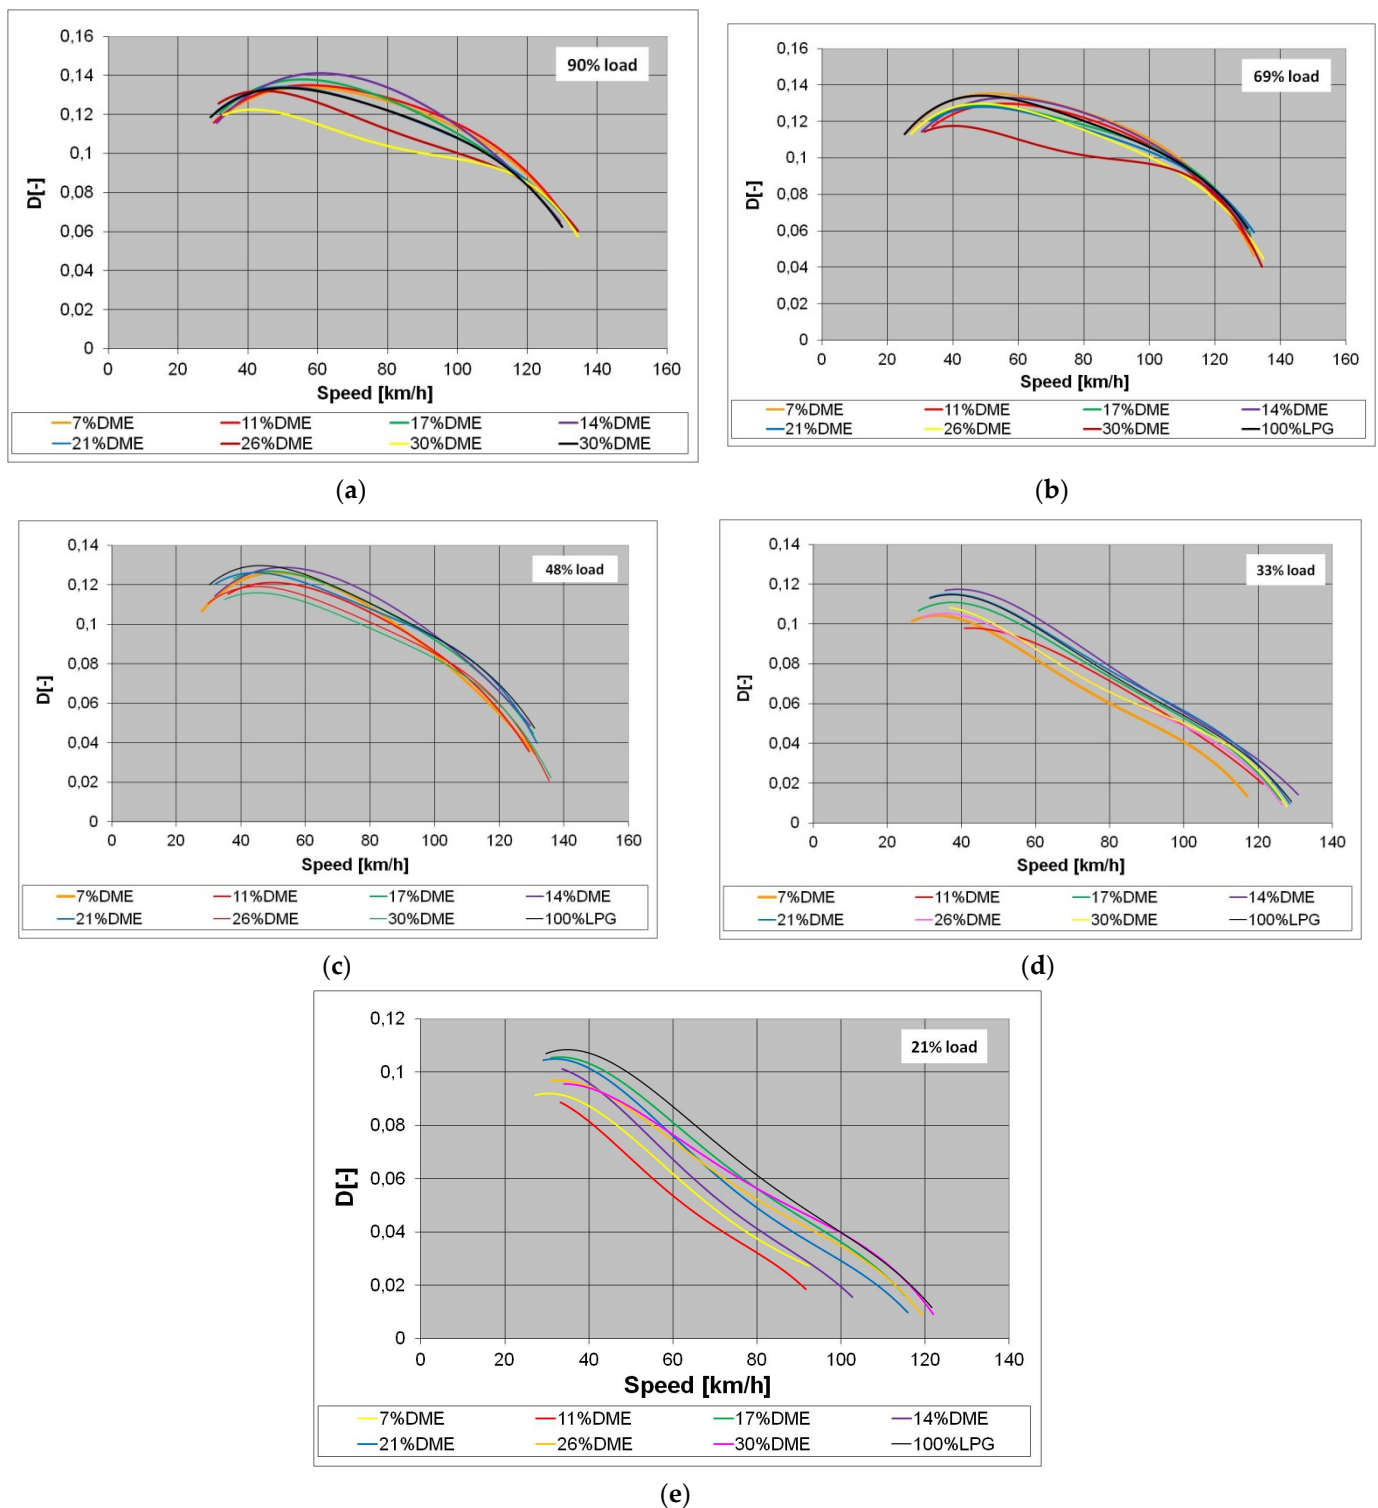 0,16
0,14
0,12
0,1
0,08
0,06
0,04
0,02
0
D[-]
90% load
0 20 40 60 80 100 120 140 160
Speed [km/h]
7%DME 11%DME 17%DME 14%DME
21%DME 26%DME 30%DME 30%DME
(a)
0,16
0,14
0,12
0,1
0,08
0,06
0,04
0,02
0
D[-]
69% load
0 20 40 60 80 100 120 140 160
Speed [km/h]
7%DME 11%DME 17%DME 14%DME
21%DME 26%DME 30%DME 100%LPG
(b)
0,14
0,12
0,1
0,08
0,06
0,04
0,02
0
D[-]
48% load
0 20 40 60 80 100 120 140 160
Speed [km/h]
7%DME 11%DME 17%DME 14%DME
21%DME 26%DME 30%DME 100%LPG
(c)
0,14
0,12
0,1
0,08
0,06
0,04
0,02
0
D[-]
33% load
0 20 40 60 80 100 120 140
Speed [km/h]
7%DME 11%DME 17%DME 14%DME
21%DME 26%DME 30%DME 100%LPG
(d)
0,12
0,1
0,08
0,06
0,04
0,02
0
D[-]
21% load
0 20 40 60 80 100 120 140
Speed [km/h]
7%DME 11%DME 17%DME 14%DME
21%DME 26%DME 30%DME 100%LPG
(e)